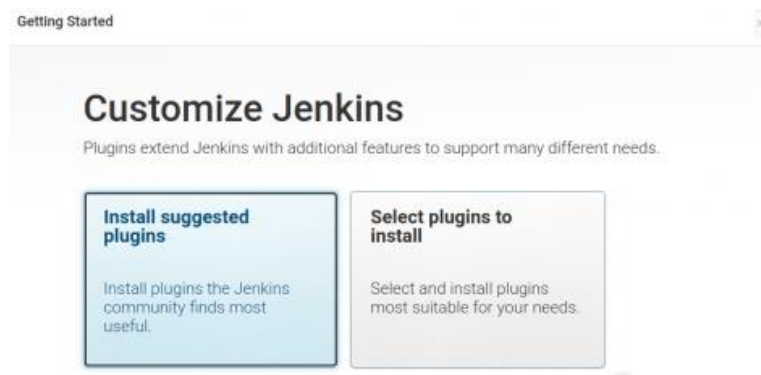 Getting Started
Customize Jenkins
Plugins extend Jenkins with additional features to support many different needs.
Install suggested
plugins
Install plugins the Jenkins
community finds most
useful.
Select plugins to
install
Select and install plugins
most suitable for your needs.